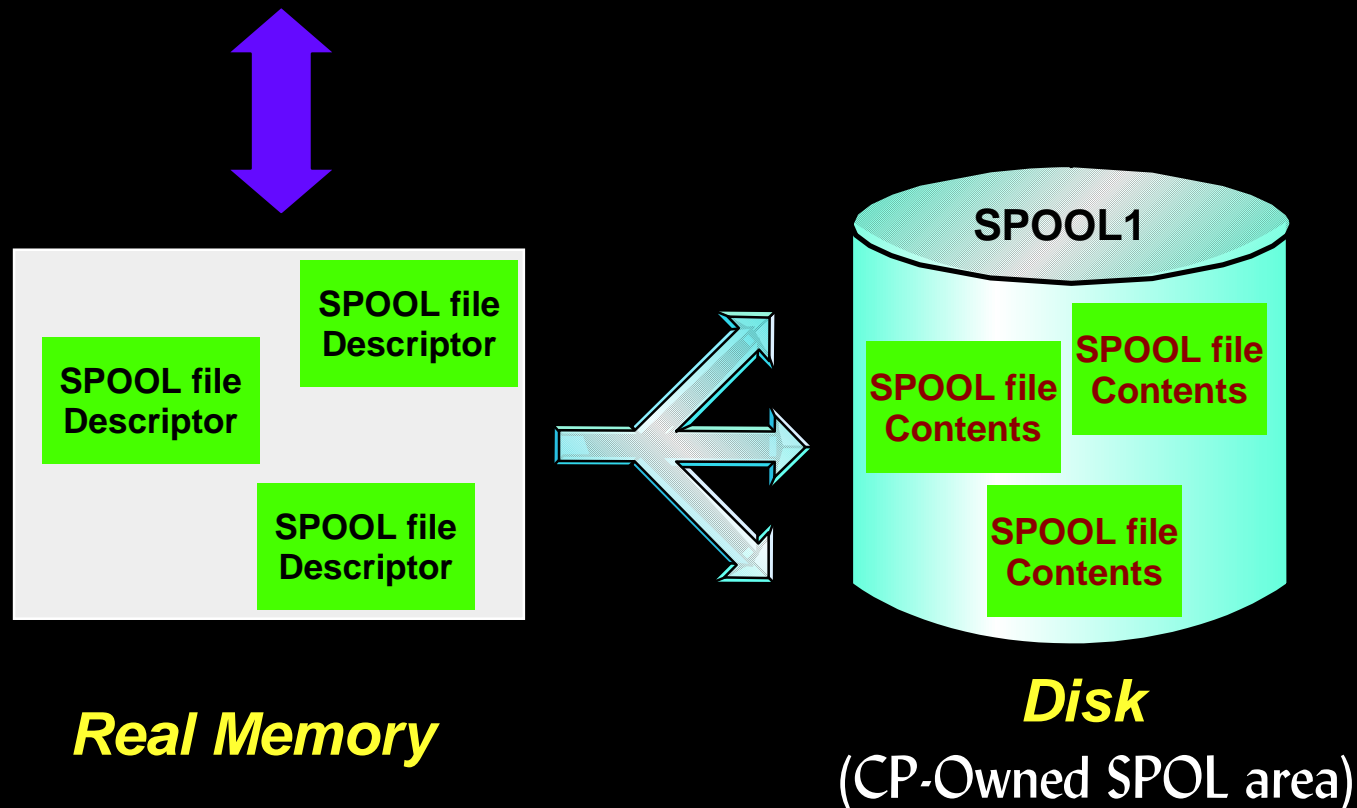 SPOOL file
Descriptor
SPOOL file
Descriptor
SPOOL file
Descriptor
Real Memory
SPOOL1
SPOOL file
Contents
SPOOL file
Contents
SPOOL file
Contents
Disk
(CP-Owned SPOL area)